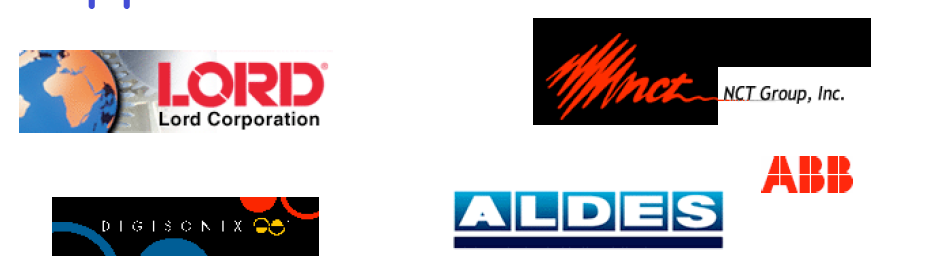 LORD
Lord Corporation
nct
NCT Group, Inc.
ABB
DIGISONIX
ALDES